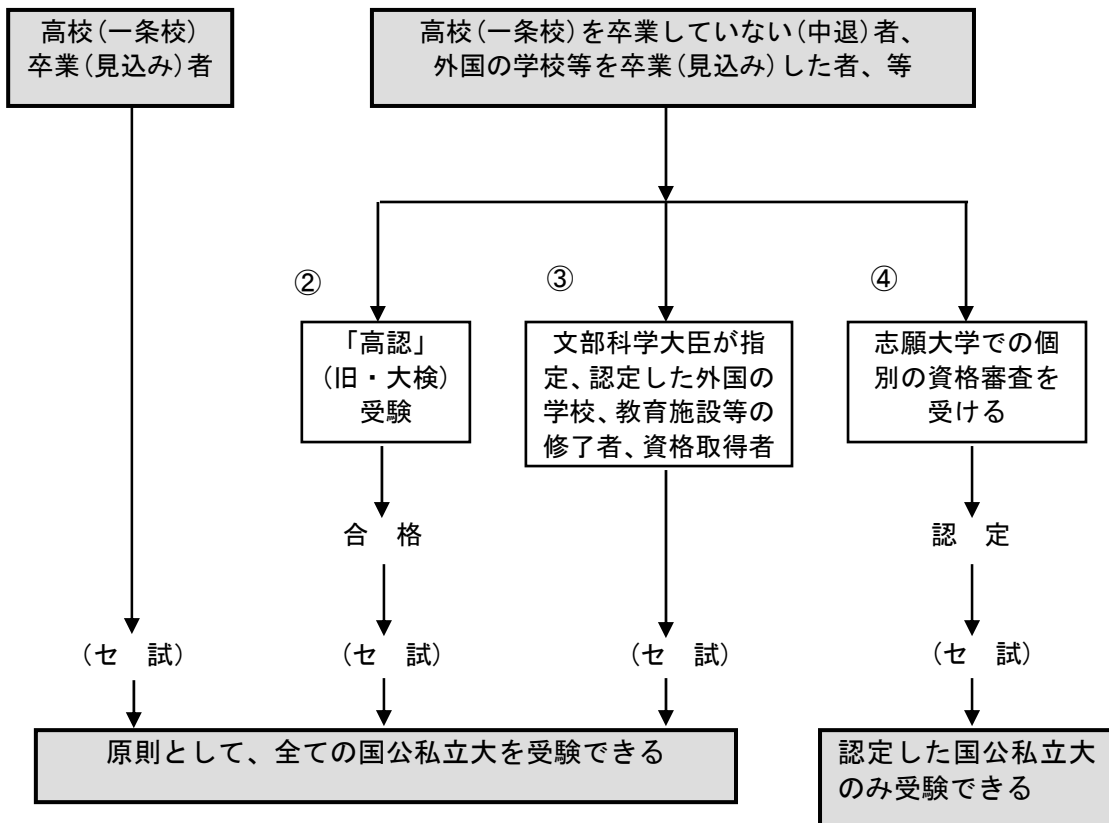 高校(一条校)
卒業(見込み)者
高校(一条校)を卒業していない(中退)者、
外国の学校等を卒業(見込み)した者、等
②
③
④
「高認」
(旧・大検)
受験
文部科学大臣が指
定、認定した外国の
学校、教育施設等の
修了者、資格取得者
志願大学での個
別の資格審査を
受ける
合 格
認 定
(セ 試)
(セ 試)
(セ 試)
(セ 試)
原則として、全ての国公私立大を受験できる
認定した国公私立大
のみ受験できる